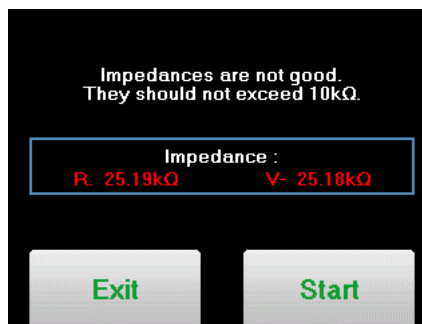 Impedances are not good.
They should not exceed 10kΩ.
Impedance :
R. 25.19kΩ V- 25.18kΩ
Exit Start